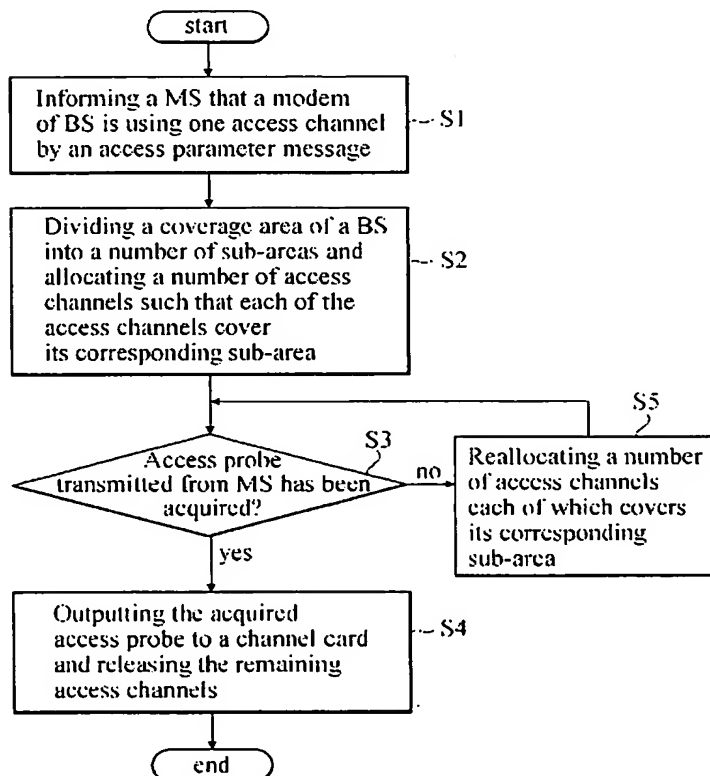 start
Informing a MS that a modem
of BS is using one access channel
by an access parameter message
S1
Dividing a coverage area of a BS
into a number of sub-areas and
allocating a number of access
channels such that each of the
access channels cover
its corresponding sub-area
S2
S3
Access probe
transmitted from MS has been
acquired?
no
yes
S5
Reallocating a number
of access channels
each of which covers
its corresponding
sub-area
Outputting the acquired
access probe to a channel card
and releasing the remaining
access channels
S4
end